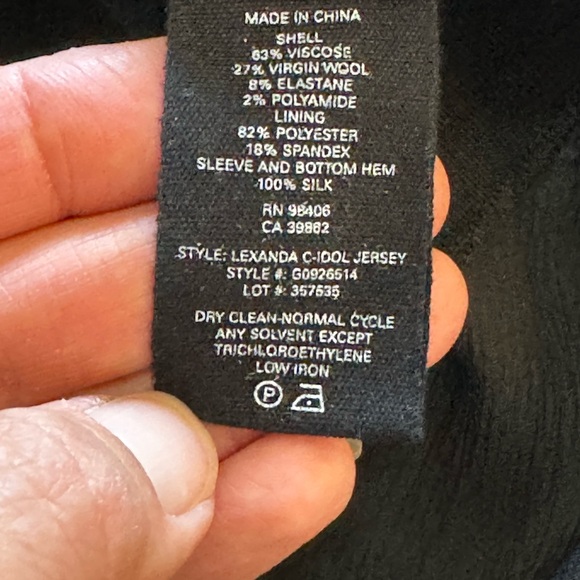 MADE IN CHINA
SHELL
63% VISCOSE
27% VIRGIN WOOL
8% ELASTANE
2% POLYAMIDE
LINING
82% POLYESTER
18% SPANDEX
SLEEVE AND BOTTOM HEM
100% SILK
RN 98406
CA 39882
STYLE: LEXANDA C-IDOL JERSEY
STYLE #: G0926514
LOT #: 357535
DRY CLEAN-NORMAL CYCLE
ANY SOLVENT EXCEPT
TRICHLOROETHYLENE
LOW IRON
P